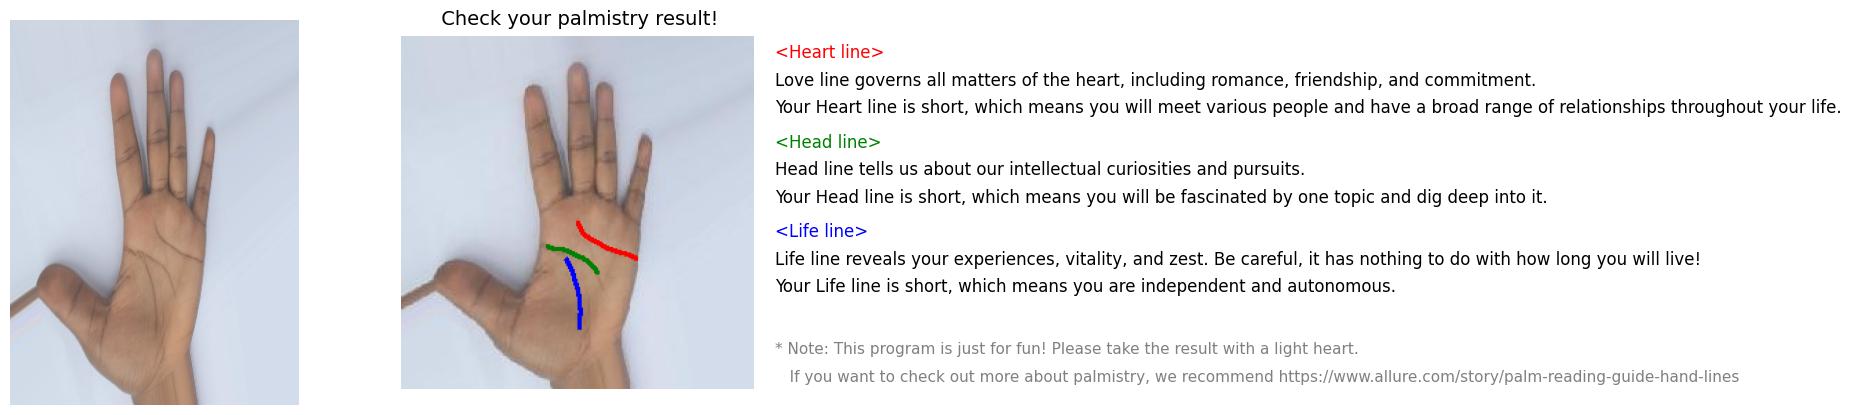 Check your palmistry result!
<Heart line>
Love line governs all matters of the heart, including romance, friendship, and commitment.
Your Heart line is short, which means you will meet various people and have a broad range of relationships throughout your life.
<Head line>
Head line tells us about our intellectual curiosities and pursuits.
Your Head line is short, which means you will be fascinated by one topic and dig deep into it.
<Life line>
Life line reveals your experiences, vitality, and zest. Be careful, it has nothing to do with how long you will live!
Your Life line is short, which means you are independent and autonomous.
* Note: This program is just for fun! Please take the result with a light heart.
If you want to check out more about palmistry, we recommend https://www.allure.com/story/palm-reading-guide-hand-lines